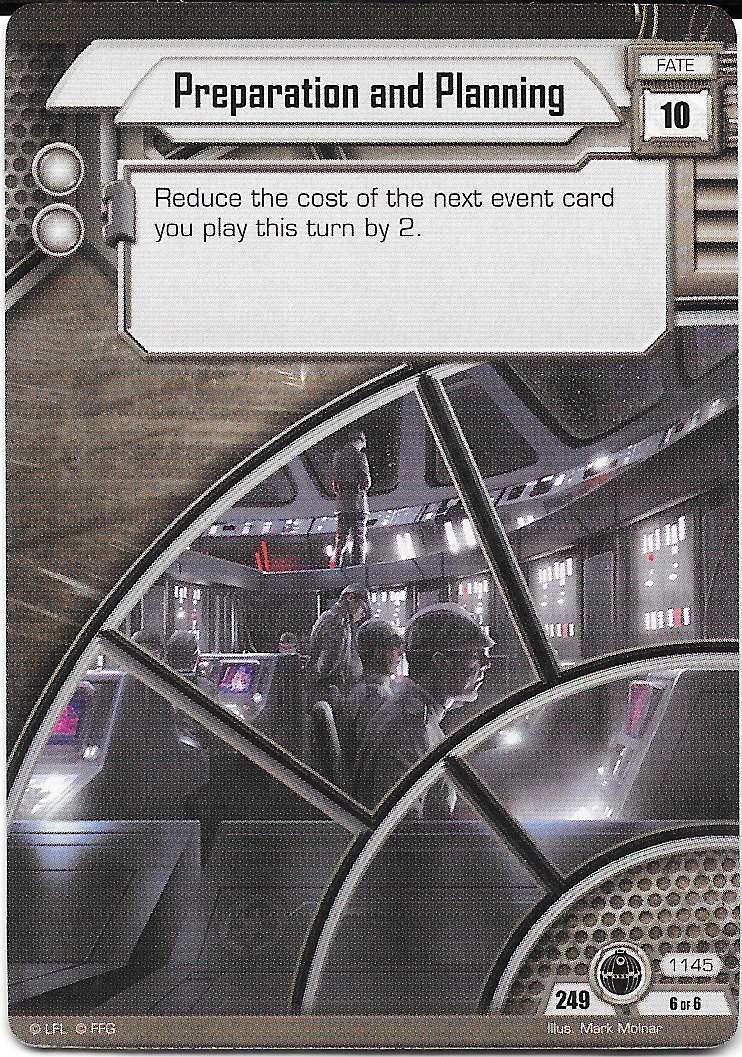 Preparation and Planning
FATE
10
Reduce the cost of the next event card
you play this turn by 2.
1145
249
6 OF 6
© LFL © FFG
Illus. Mark Molnar